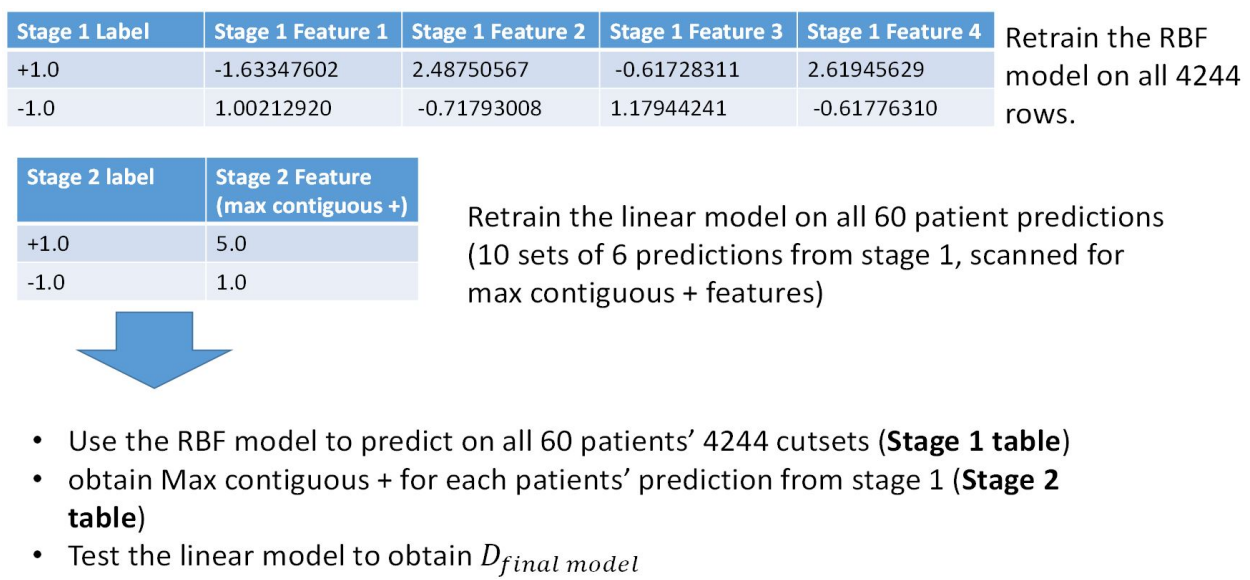 Stage 1 Label Stage 1 Feature 1 Stage 1 Feature 2 Stage 1 Feature 3 Stage 1 Feature 4
+1.0 -1.63347602 2.48750567 -0.61728311 2.61945629
-1.0 1.00212920 -0.71793008 1.17944241 -0.61776310
Retrain the RBF
model on all 4244
rows.
Stage 2 label Stage 2 Feature
(max contiguous +)
+1.0 5.0
-1.0 1.0
Retrain the linear model on all 60 patient predictions
(10 sets of 6 predictions from stage 1, scanned for
max contiguous + features)
• Use the RBF model to predict on all 60 patients’ 4244 cutsets (Stage 1 table)
• obtain Max contiguous + for each patients’ prediction from stage 1 (Stage 2
table)
• Test the linear model to obtain D_final model